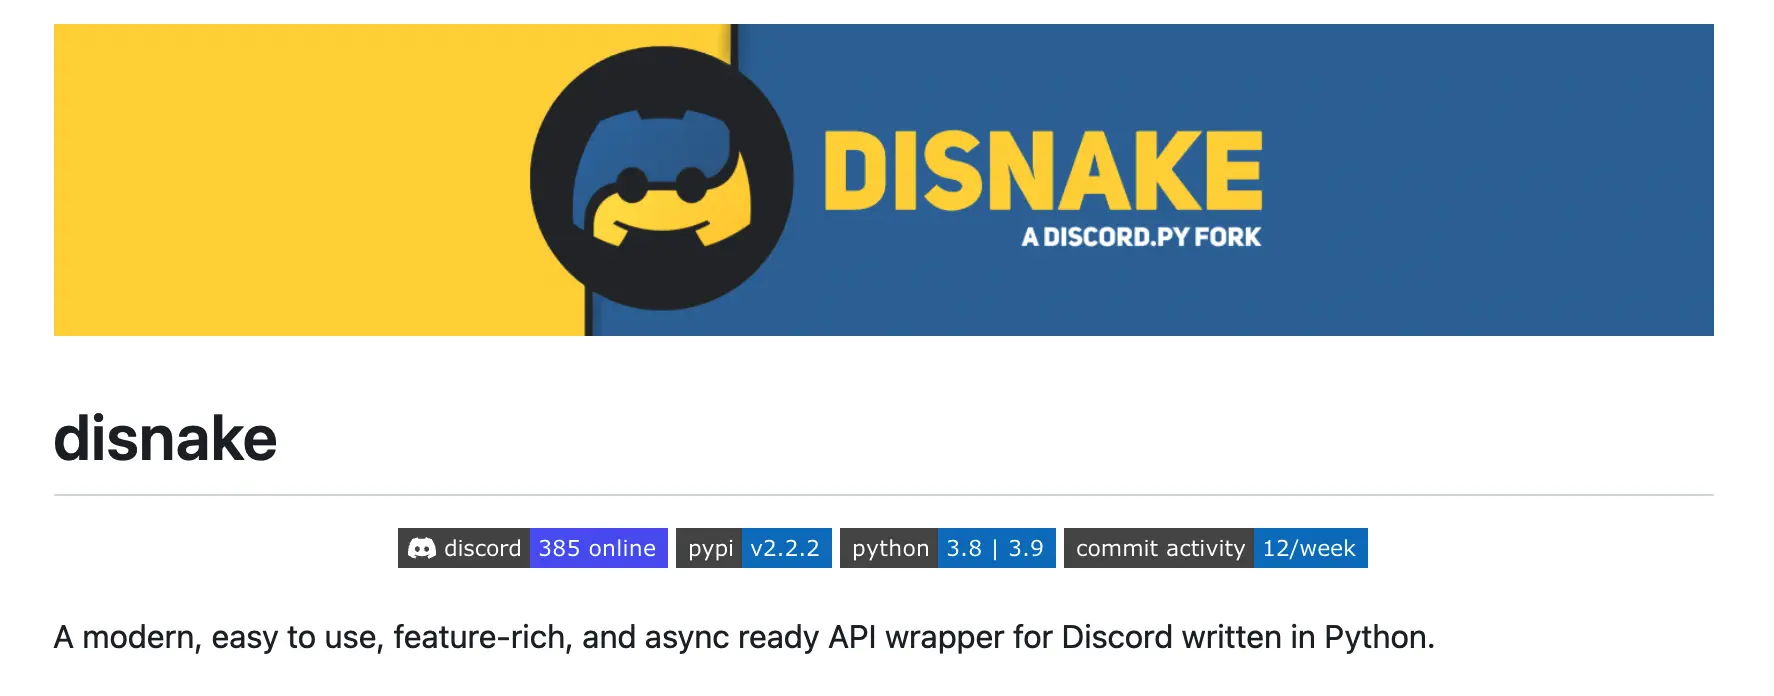 DISNAKE
A DISCORD.PY FORK
disnake
discord 385 online pypi v2.2.2 python 3.8 | 3.9 commit activity 12/week
A modern, easy to use, feature-rich, and async ready API wrapper for Discord written in Python.